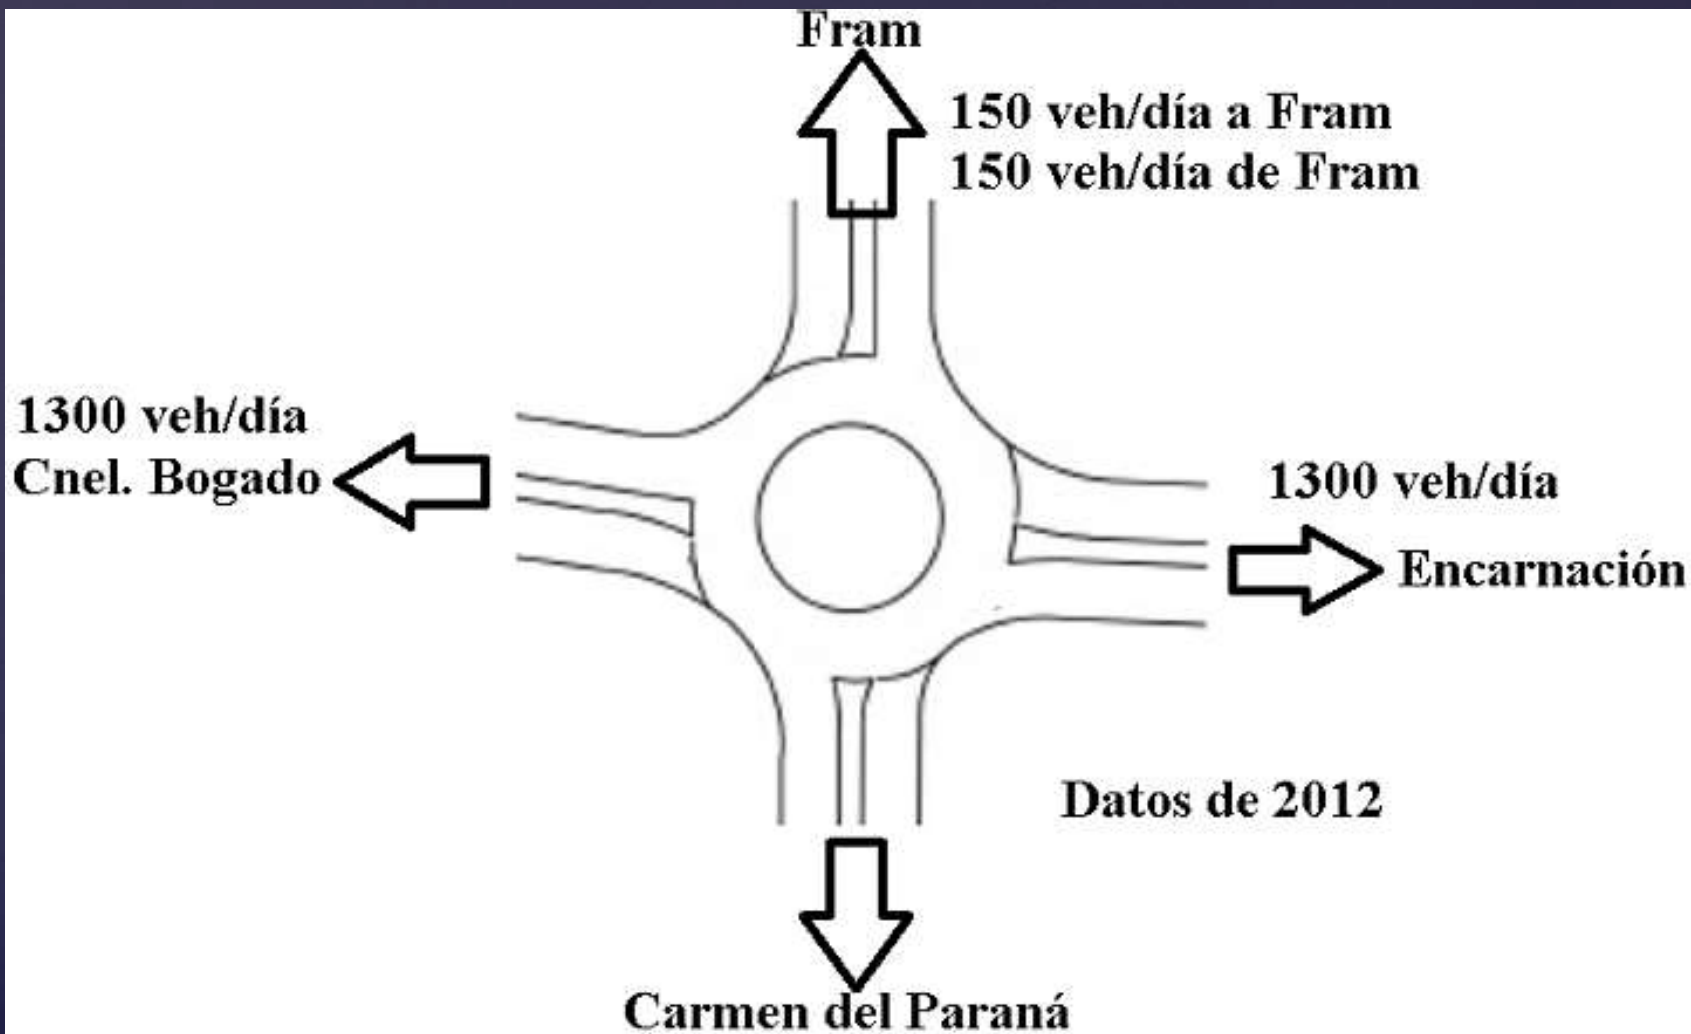 Fram
150 veh/día a Fram
150 veh/día de Fram
1300 veh/día
Cnel. Bogado
1300 veh/día
Encarnación
Datos de 2012
Carmen del Paraná